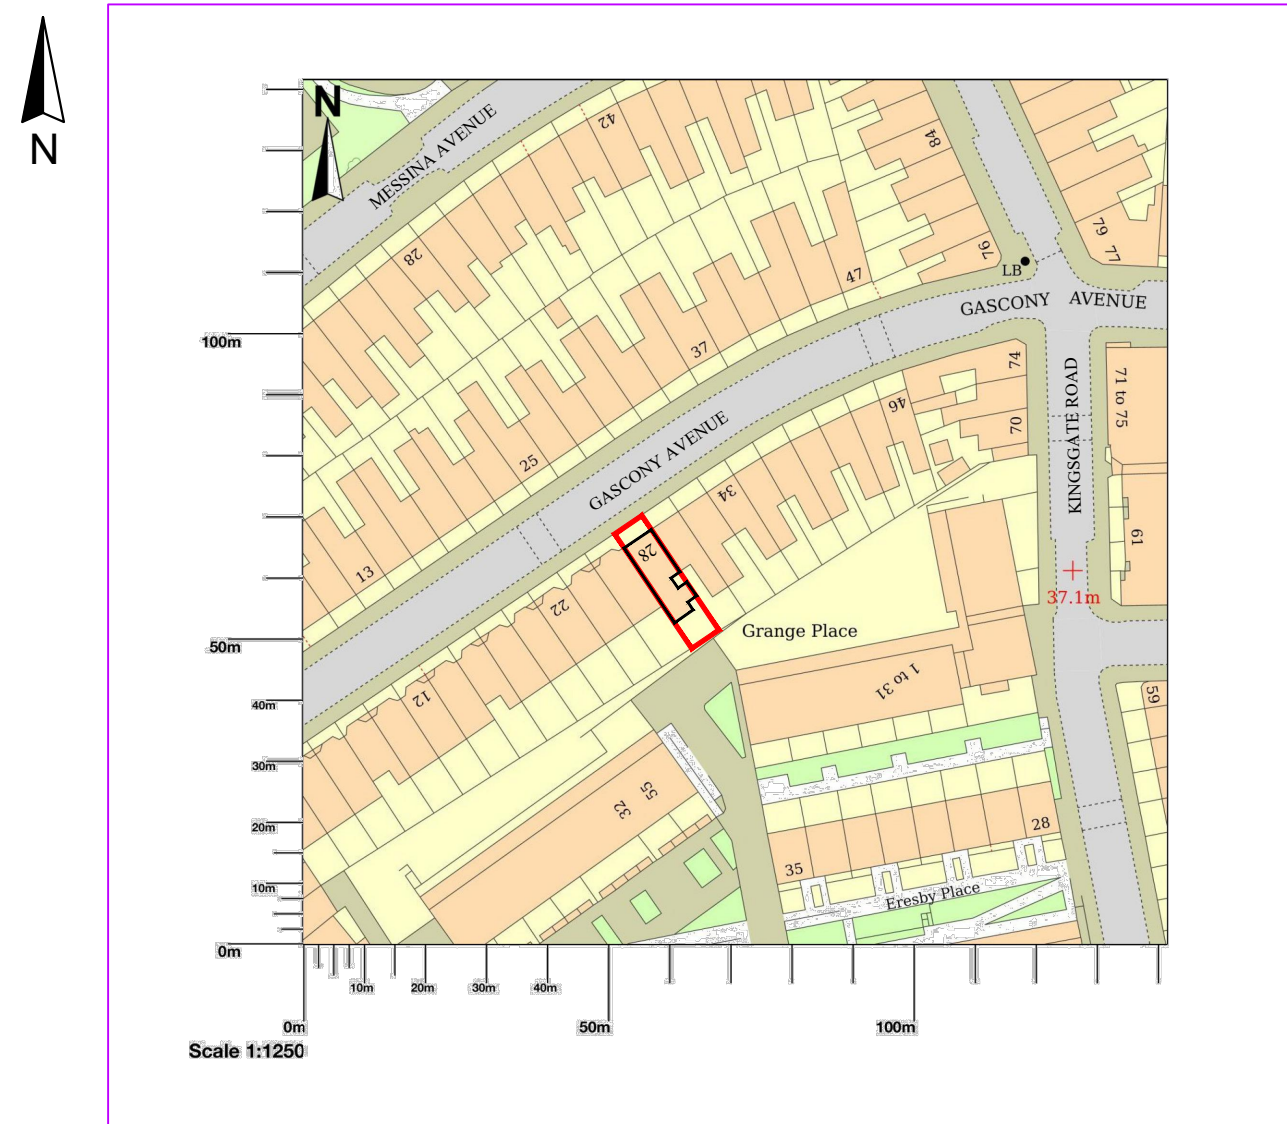 N
N
MESSINA AVENUE
42
84
28
79
77
76
LB
47
GASCONY AVENUE
100m
37
74
71 to 75
46
70
KINGSGATE ROAD
25
GASCONY AVENUE
34
61
28
13
37.1m
22
Grange Place
50m
1 to 31
12
59
40m
30m
55
32
20m
28
35
10m
Eresby Place
0m
10m
20m
30m
40m
0m
50m
100m
Scale 1:1250